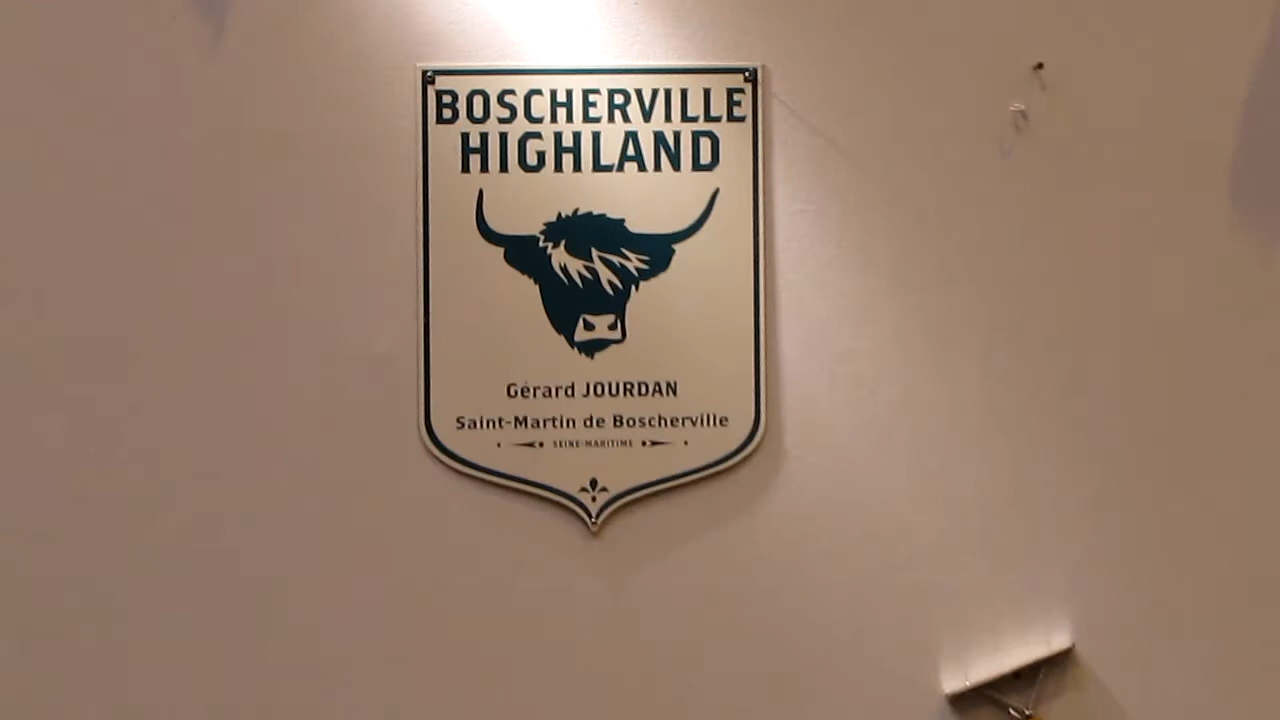 BOSCHERVILLE
HIGHLAND
Gérard JOURDAN
Saint-Martin de Boscherville
SEINE-MARITIME